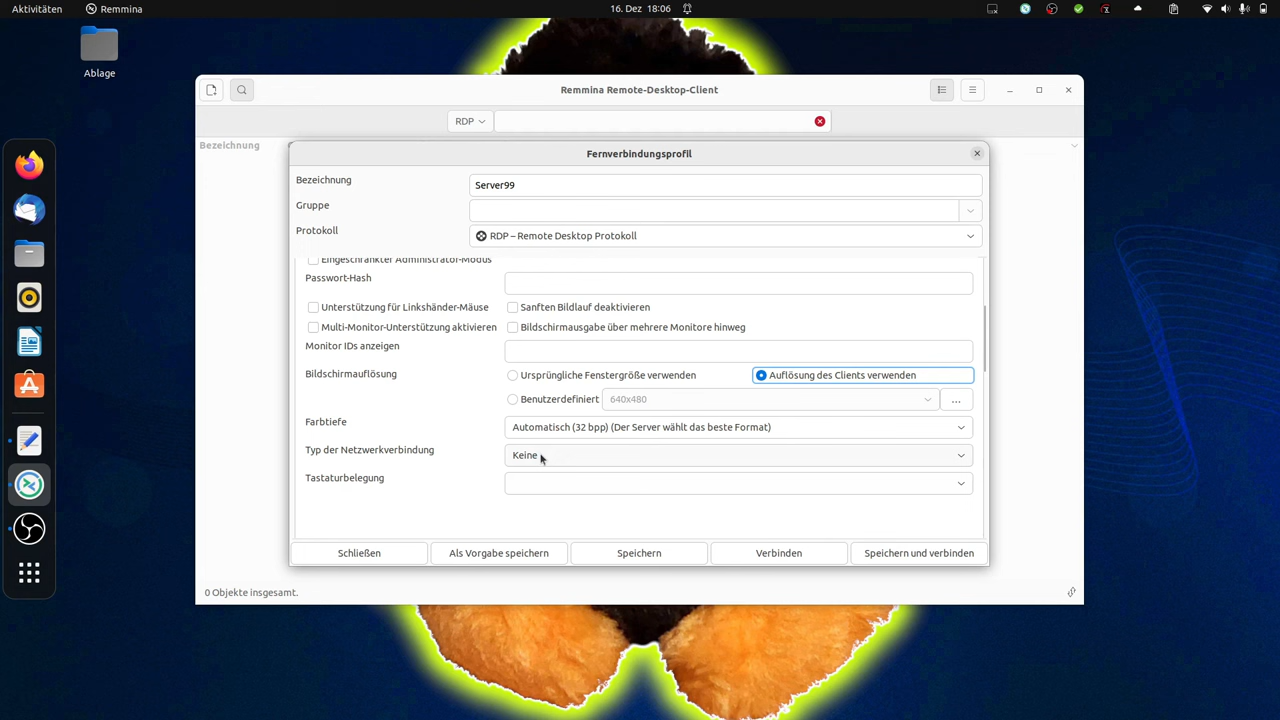 Aktivitäten
Remmina
16. Dez 18:06
Ablage
Remmina Remote-Desktop-Client
RDP
Bezeichnung
Fernverbindungsprofil
Bezeichnung
Server99
Gruppe
Protokoll
RDP – Remote Desktop Protokoll
Eingeschränkter Administrator-Modus
Passwort-Hash
Unterstützung für Linkshänder-Mäuse
Sanften Bildlauf deaktivieren
Multi-Monitor-Unterstützung aktivieren
Bildschirmausgabe über mehrere Monitore hinweg
Monitor IDs anzeigen
Bildschirmauflösung
Ursprüngliche Fenstergröße verwenden
Auflösung des Clients verwenden
Benutzerdefiniert
640x480
...
Farbtiefe
Automatisch (32 bpp) (Der Server wählt das beste Format)
Typ der Netzwerkverbindung
Keine
Tastaturbelegung
Schließen
Als Vorgabe speichern
Speichern
Verbinden
Speichern und verbinden
0 Objekte insgesamt.